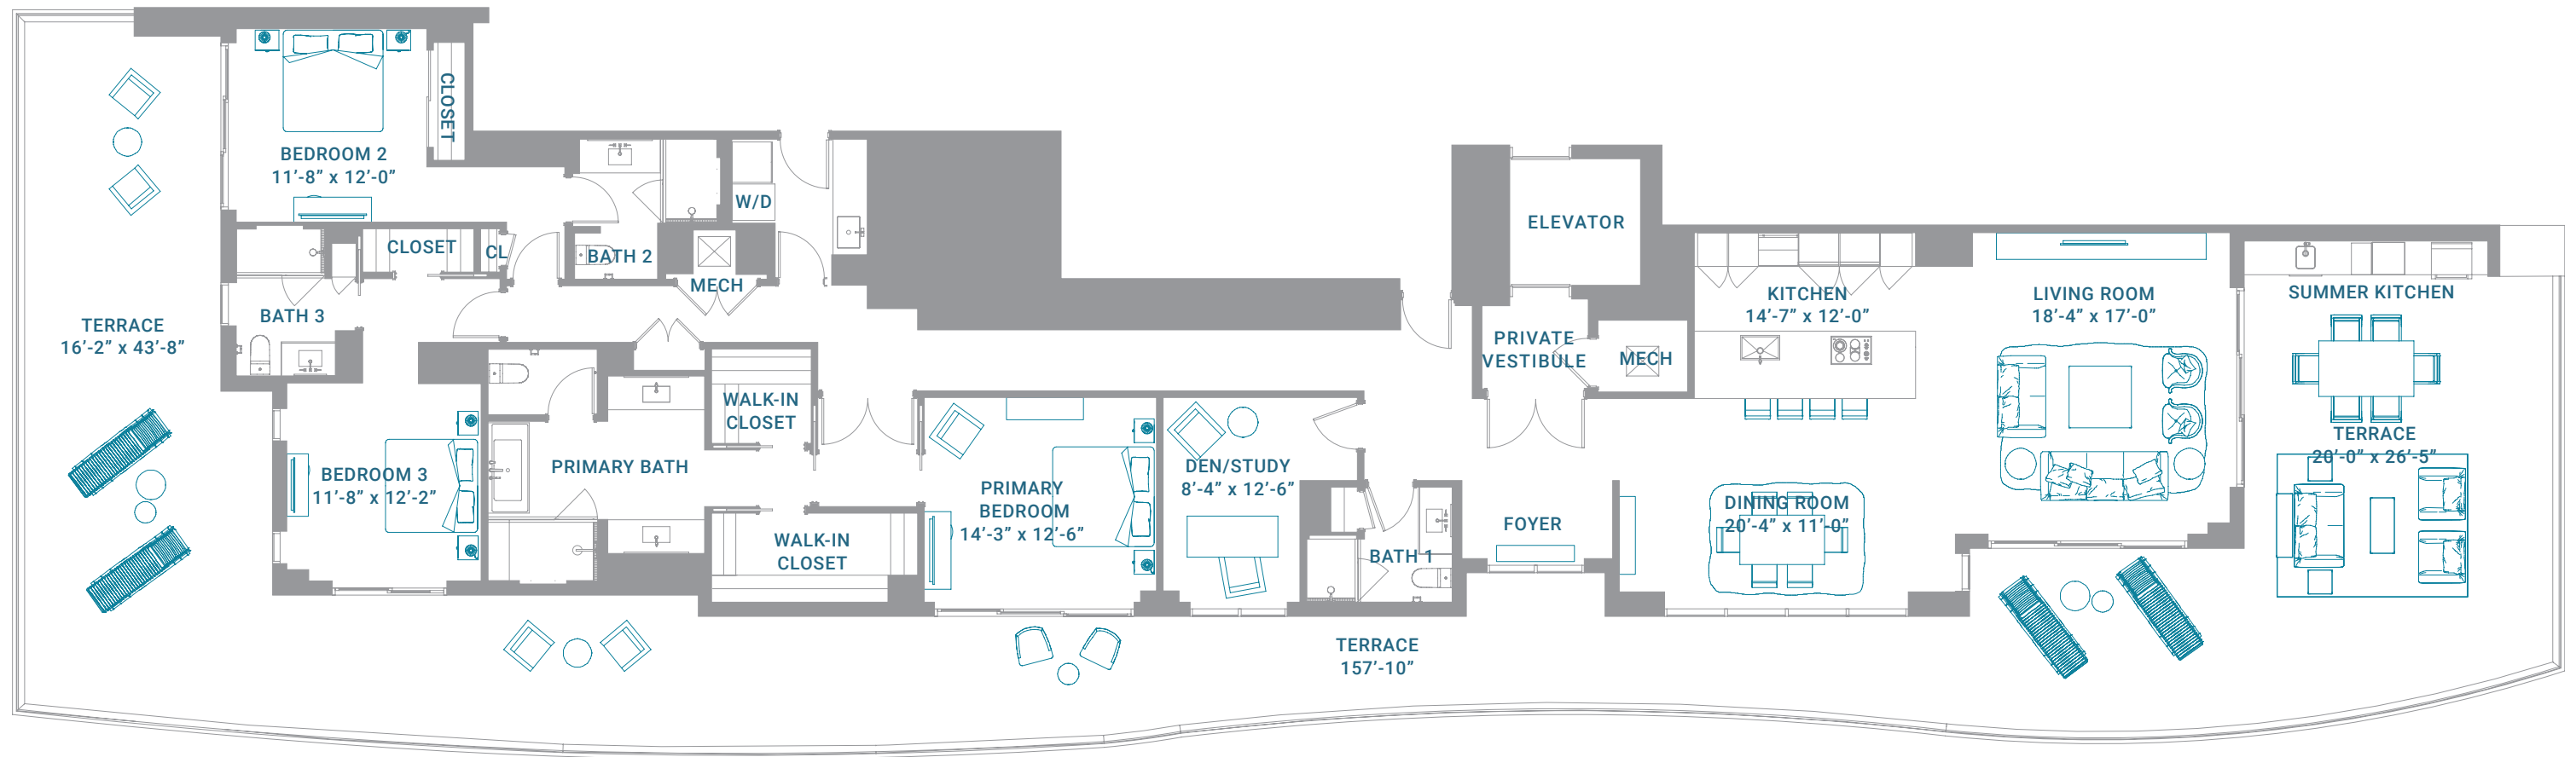 BEDROOM 2
11’-8” x 12’-0”
CLOSET
TERRACE
16’-2” x 43’-8”
CLOSET
CL
BATH 2
W/D
MECH
BATH 3
BEDROOM 3
11’-8” x 12’-2”
PRIMARY BATH
WALK-IN
CLOSET
WALK-IN
CLOSET
PRIMARY
BEDROOM
14’-3” x 12’-6”
DEN/STUDY
8’-4” x 12’-6”
BATH 1
TERRACE
157’-10”
ELEVATOR
PRIVATE
VESTIBULE
MECH
FOYER
KITCHEN
14’-7” x 12’-0”
DINING ROOM
20’-4” x 11’-0”
LIVING ROOM
18’-4” x 17’-0”
SUMMER KITCHEN
TERRACE
20’-0” x 26’-5”